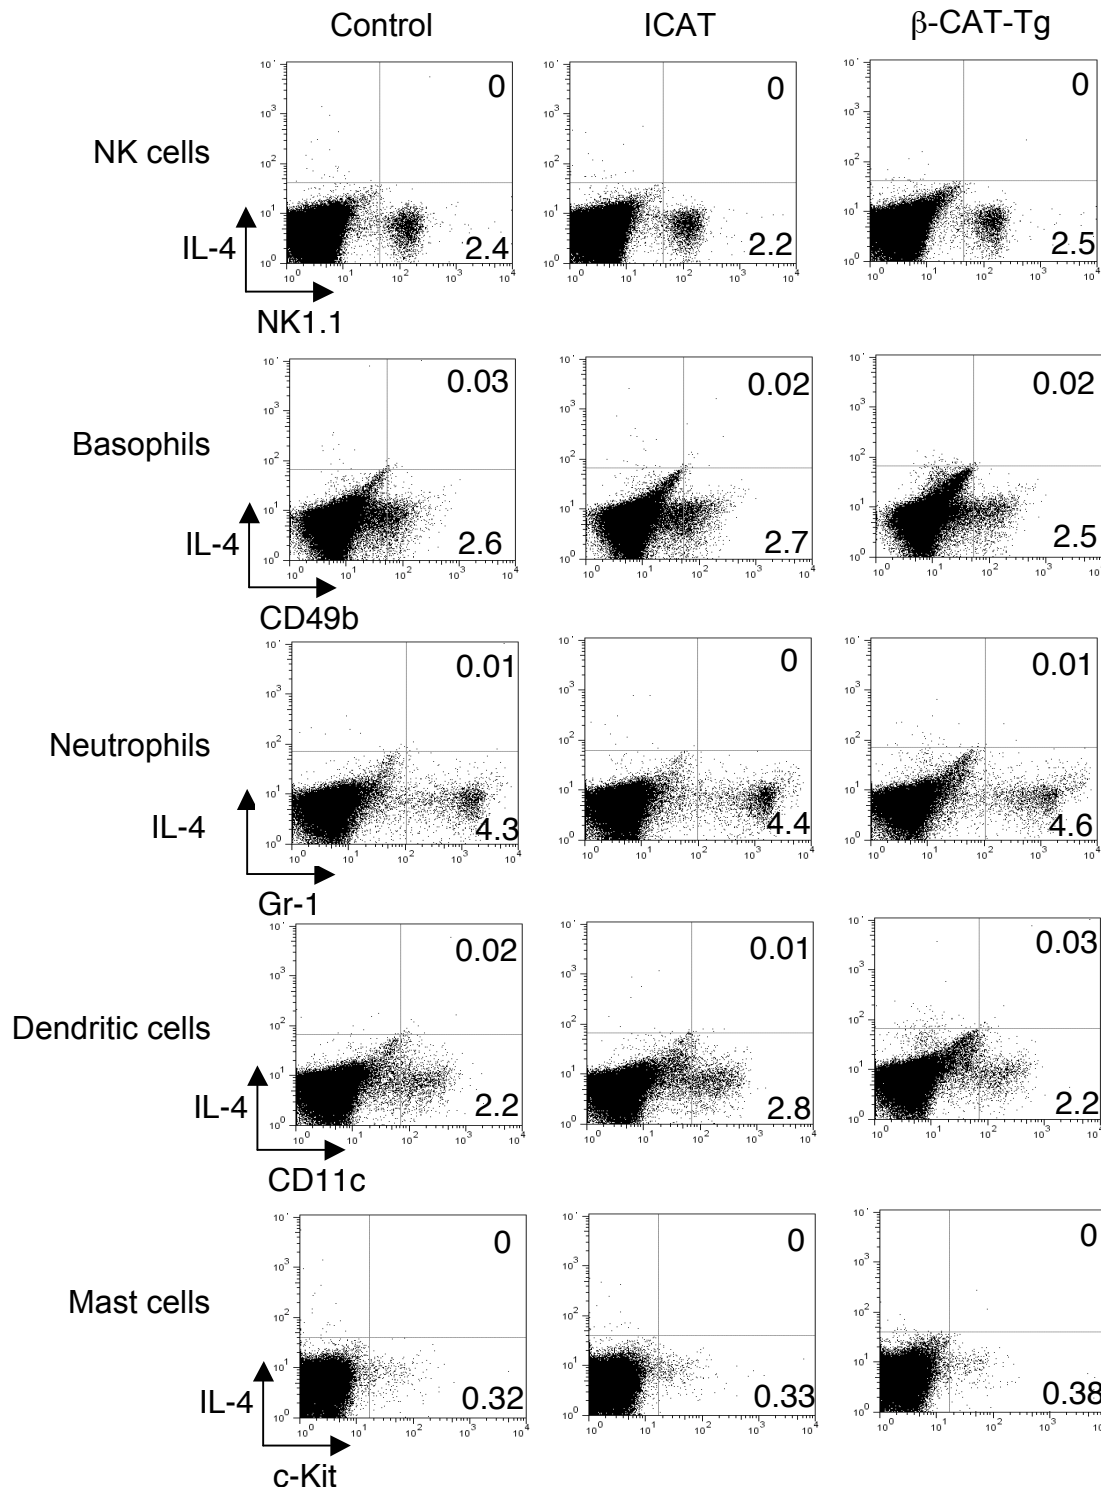 Control ICAT β-CAT-Tg
NK cells
0 0 0
2.4 2.2 2.5
IL-4
NK1.1
Basophils
0.03 0.02 0.02
2.6 2.7 2.5
IL-4
CD49b
Neutrophils
0.01 0 0.01
4.3 4.4 4.6
IL-4
Gr-1
Dendritic cells
0.02 0.01 0.03
2.2 2.8 2.2
IL-4
CD11c
Mast cells
0 0 0
0.32 0.33 0.38
IL-4
c-Kit